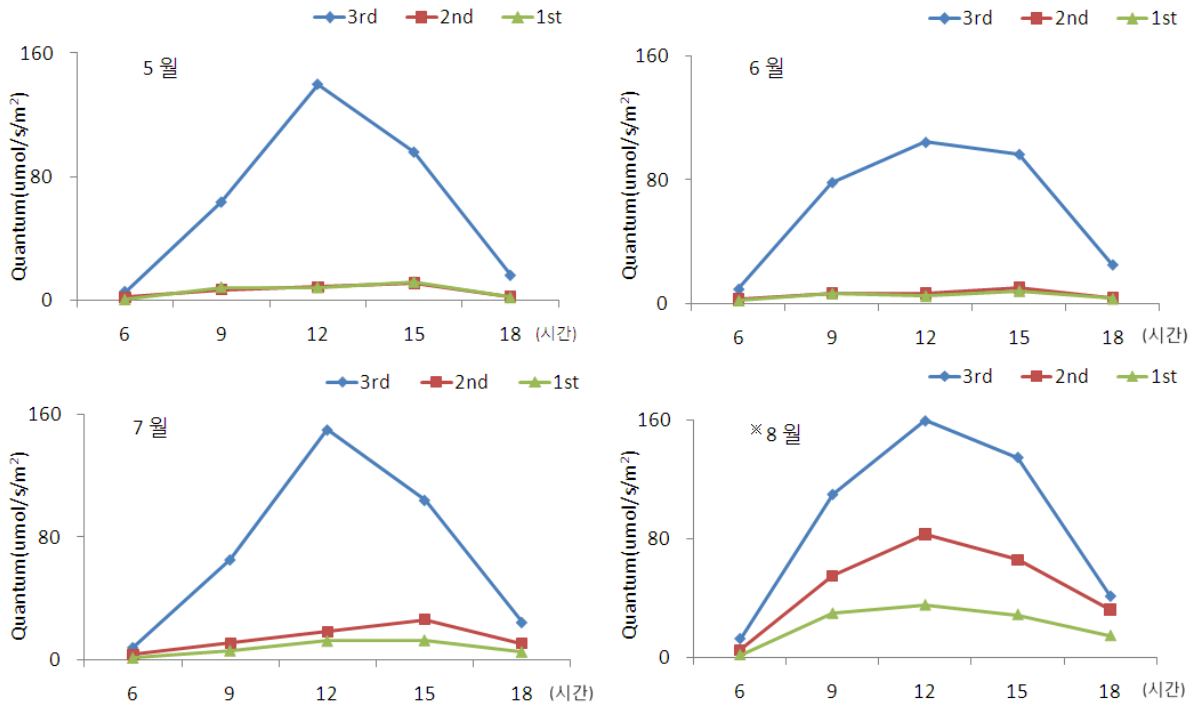 3rd 2nd 1st
5 월
Quantum(umol/s/m²)
160
80
0
6 9 12 15 18 (시간)
3rd 2nd 1st
6 월
Quantum(umol/s/m²)
160
80
0
6 9 12 15 18 (시간)
3rd 2nd 1st
7 월
Quantum(umol/s/m²)
160
80
0
6 9 12 15 18 (시간)
3rd 2nd 1st
※8 월
Quantum(umol/s/m²)
160
80
0
6 9 12 15 18 (시간)